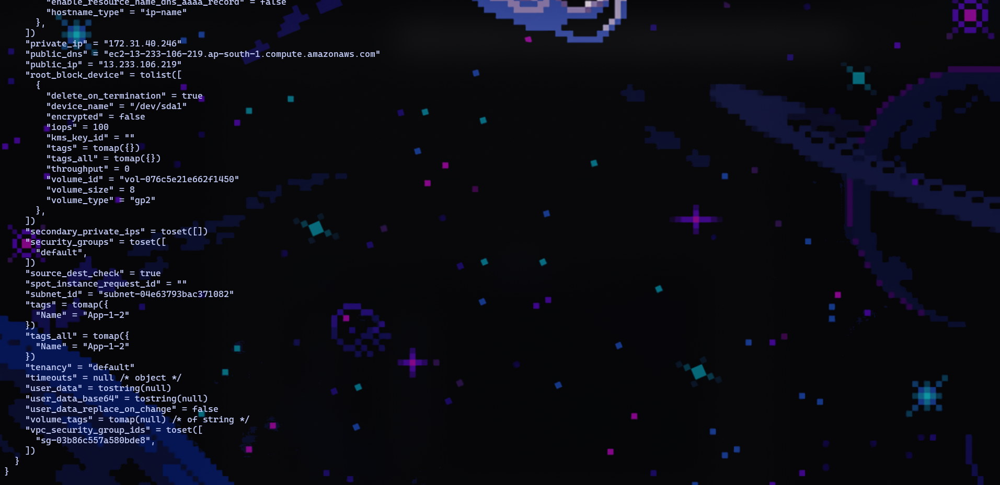 "enable_resource_name_dns_aaaa_record" = false
"hostname_type" = "ip-name"
},
])
"private_ip" = "172.31.40.246"
"public_dns" = "ec2-13-233-106-219.ap-south-1.compute.amazonaws.com"
"public_ip" = "13.233.106.219"
"root_block_device" = tolist([
{
"delete_on_termination" = true
"device_name" = "/dev/sda1"
"encrypted" = false
"iops" = 100
"kms_key_id" = ""
"tags" = tomap({})
"tags_all" = tomap({})
"throughput" = 0
"volume_id" = "vol-076c5e21e662f1450"
"volume_size" = 8
"volume_type" = "gp2"
},
])
"secondary_private_ips" = toset([])
"security_groups" = toset([
"default",
])
"source_dest_check" = true
"spot_instance_request_id" = ""
"subnet_id" = "subnet-04e63793bac371082"
"tags" = tomap({
"Name" = "App-1-2"
})
"tags_all" = tomap({
"Name" = "App-1-2"
})
"tenancy" = "default"
"timeouts" = null /* object */
"user_data" = tostring(null)
"user_data_base64" = tostring(null)
"user_data_replace_on_change" = false
"volume_tags" = tomap(null) /* of string */
"vpc_security_group_ids" = toset([
"sg-03b86c557a580bde8",
])
}
}